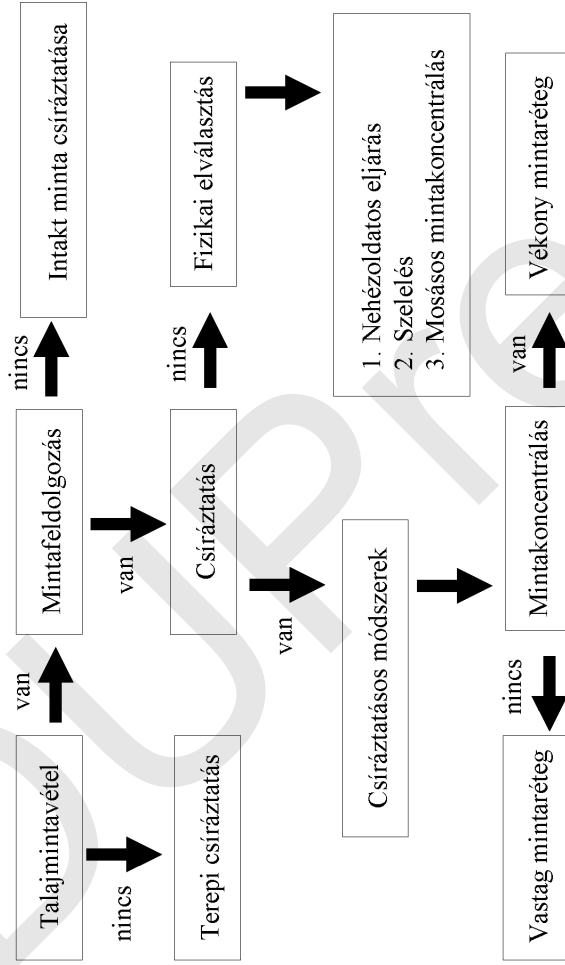 Talajmintavétel
van
Mintafeldolgozás
nincs
Intakt minta csíráztatása
nincs
van
Terepi csíráztatás
Csíráztatás
nincs
Fizikai elválasztás
van
Csíráztatásos módszerek
1. Nehézoldatos eljárás
2. Szelelés
3. Mosásos mintakoncentrálás
Vastag mintaréteg
nincs
Mintakoncentrálás
van
Vékony mintaréteg
DUPre